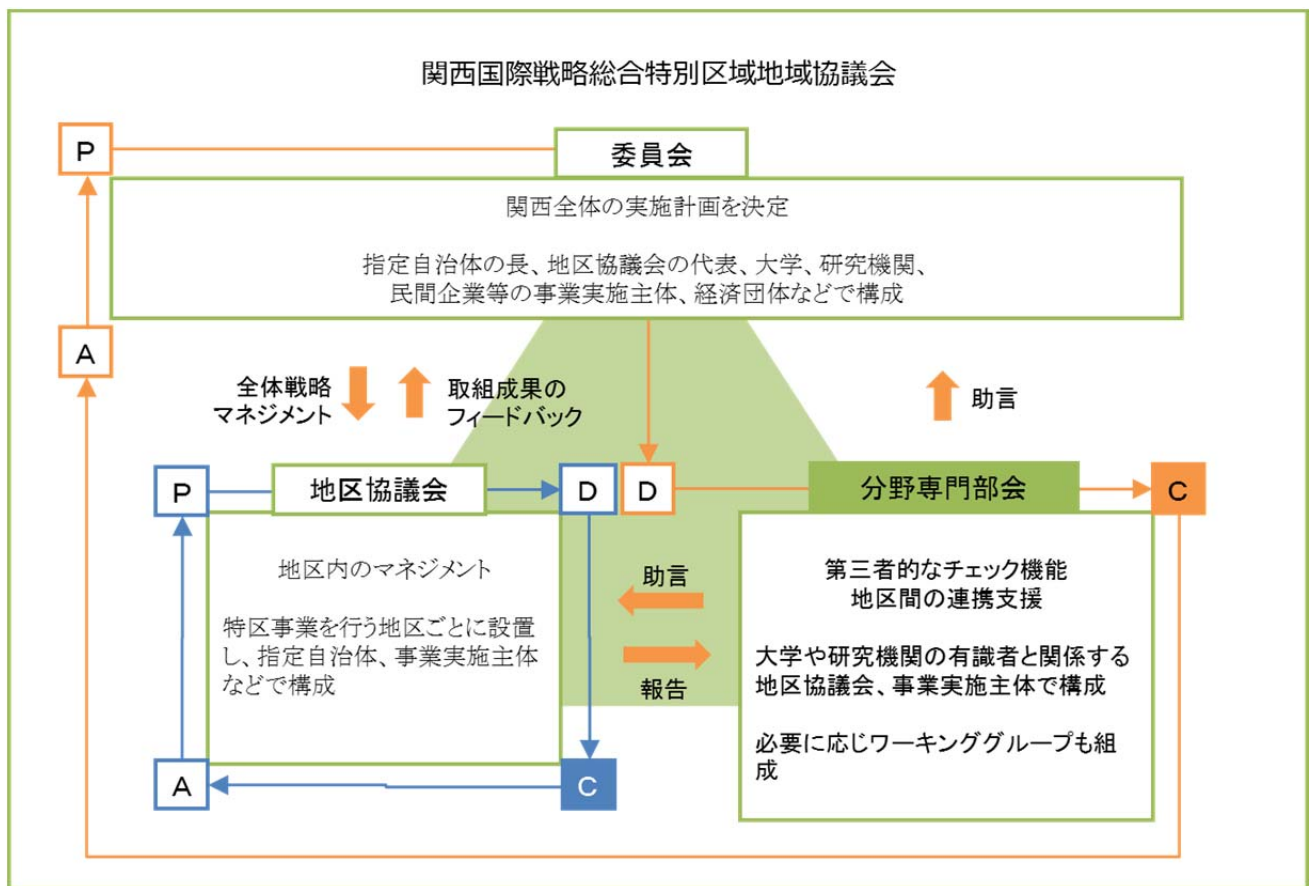 関西国際戦略総合特別区域地域協議会
P
委員会
関西全体の実施計画を決定
指定自治体の長、地区協議会の代表、大学、研究機関、
民間企業等の事業実施主体、経済団体などで構成
A
全体戦略
マネジメント
取組成果の
フィードバック
助言
P
地区協議会
D
D
分野専門部会
C
地区内のマネジメント
特区事業を行う地区ごとに設置
し、指定自治体、事業実施主体
などで構成
助言
報告
第三者的なチェック機能
地区間の連携支援
大学や研究機関の有識者と関係する
地区協議会、事業実施主体で構成
必要に応じワーキンググループも組
成
A
C